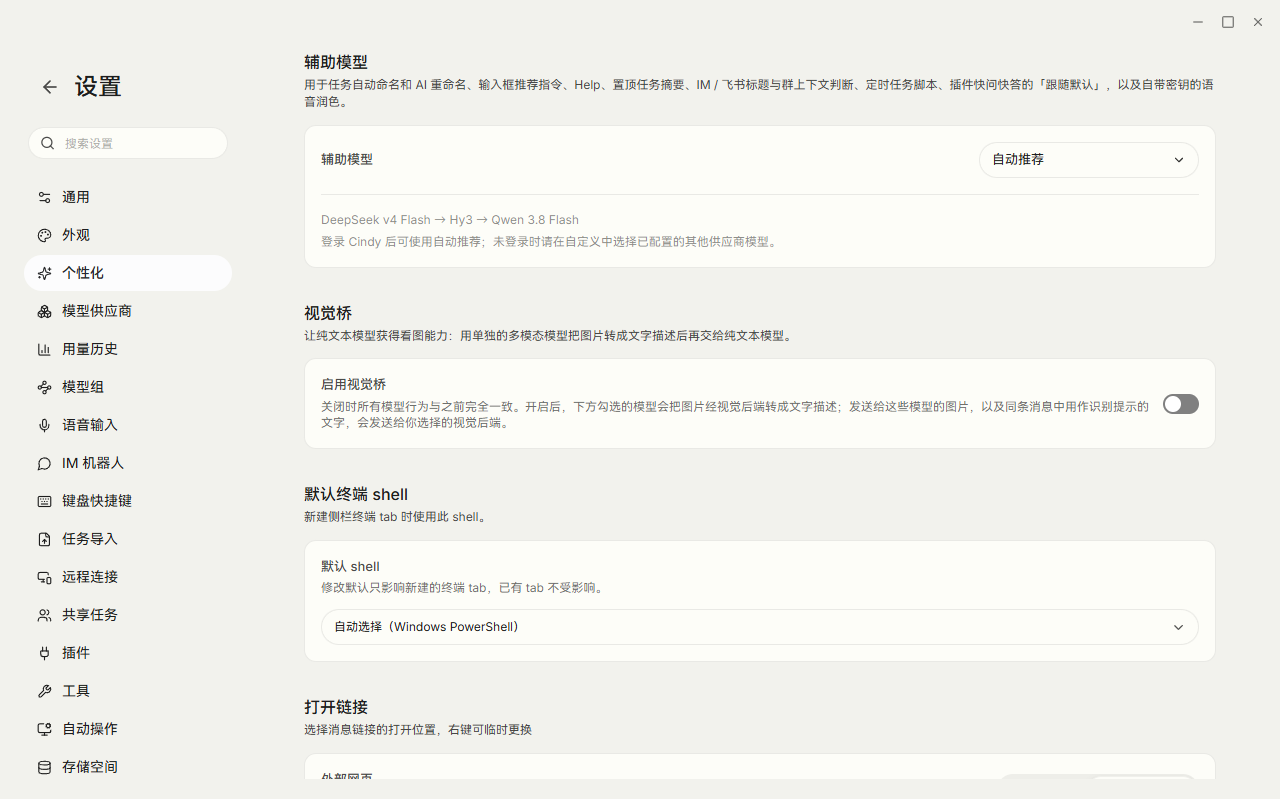 设置
搜索设置
通用
外观
个性化
模型供应商
用量历史
模型组
语音输入
IM 机器人
键盘快捷键
任务导入
远程连接
共享任务
插件
工具
自动操作
存储空间
辅助模型
用于任务自动命名和 AI 重命名、输入框推荐指令、Help、置顶任务摘要、IM / 飞书标题与群上下文判断、定时任务脚本、插件快问快答的「跟随默认」，以及自带密钥的语
音润色。
辅助模型
自动推荐
DeepSeek v4 Flash → Hy3 → Qwen 3.8 Flash
登录 Cindy 后可使用自动推荐；未登录时请在自定义中选择已配置的其他供应商模型。
视觉桥
让纯文本模型获得看图能力：用单独的多模态模型把图片转成文字描述后再交给纯文本模型。
启用视觉桥
关闭时所有模型行为与之前完全一致。开启后，下方勾选的模型会把图片经视觉后端转成文字描述；发送给这些模型的图片，以及同条消息中用作识别提示的
文字，会发送给你选择的视觉后端。
默认终端 shell
新建侧栏终端 tab 时使用此 shell。
默认 shell
修改默认只影响新建的终端 tab，已有 tab 不受影响。
自动选择（Windows PowerShell）
打开链接
选择消息链接的打开位置，右键可临时更换
外部网页